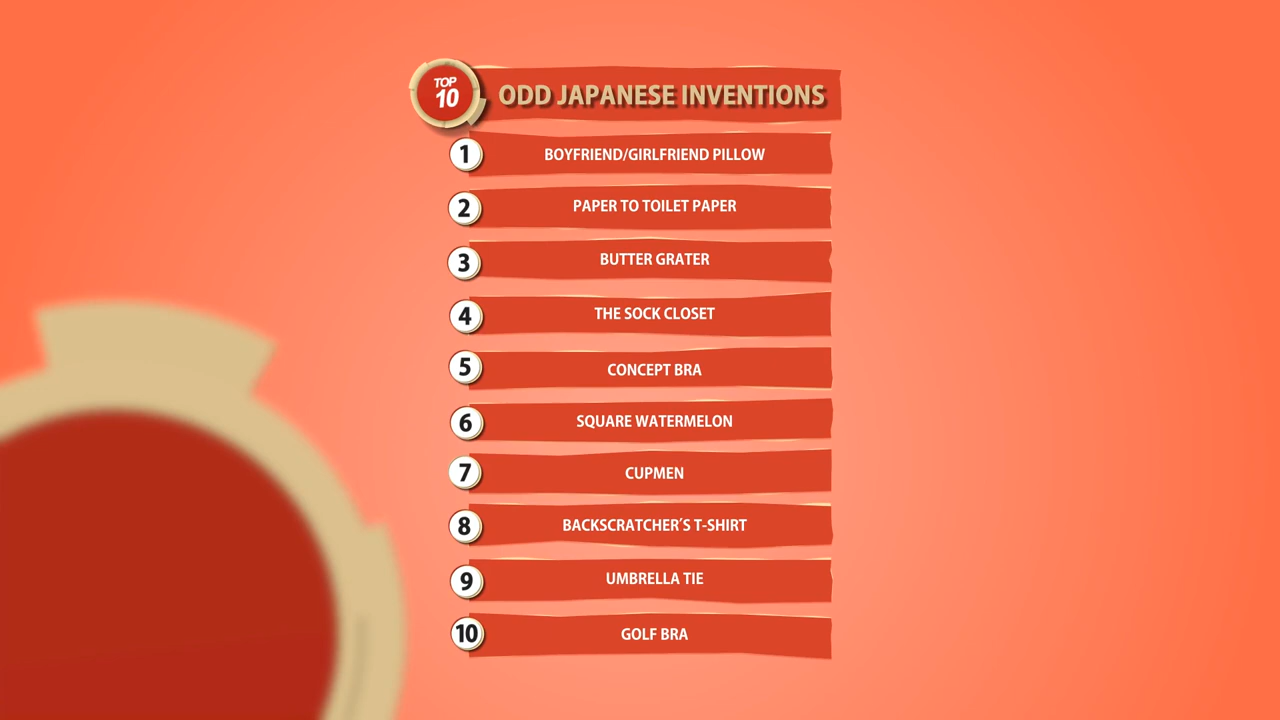 TOP
10
ODD JAPANESE INVENTIONS
1 BOYFRIEND/GIRLFRIEND PILLOW
2 PAPER TO TOILET PAPER
3 BUTTER GRATER
4 THE SOCK CLOSET
5 CONCEPT BRA
6 SQUARE WATERMELON
7 CUPMEN
8 BACKSCRATCHER´S T-SHIRT
9 UMBRELLA TIE
10 GOLF BRA